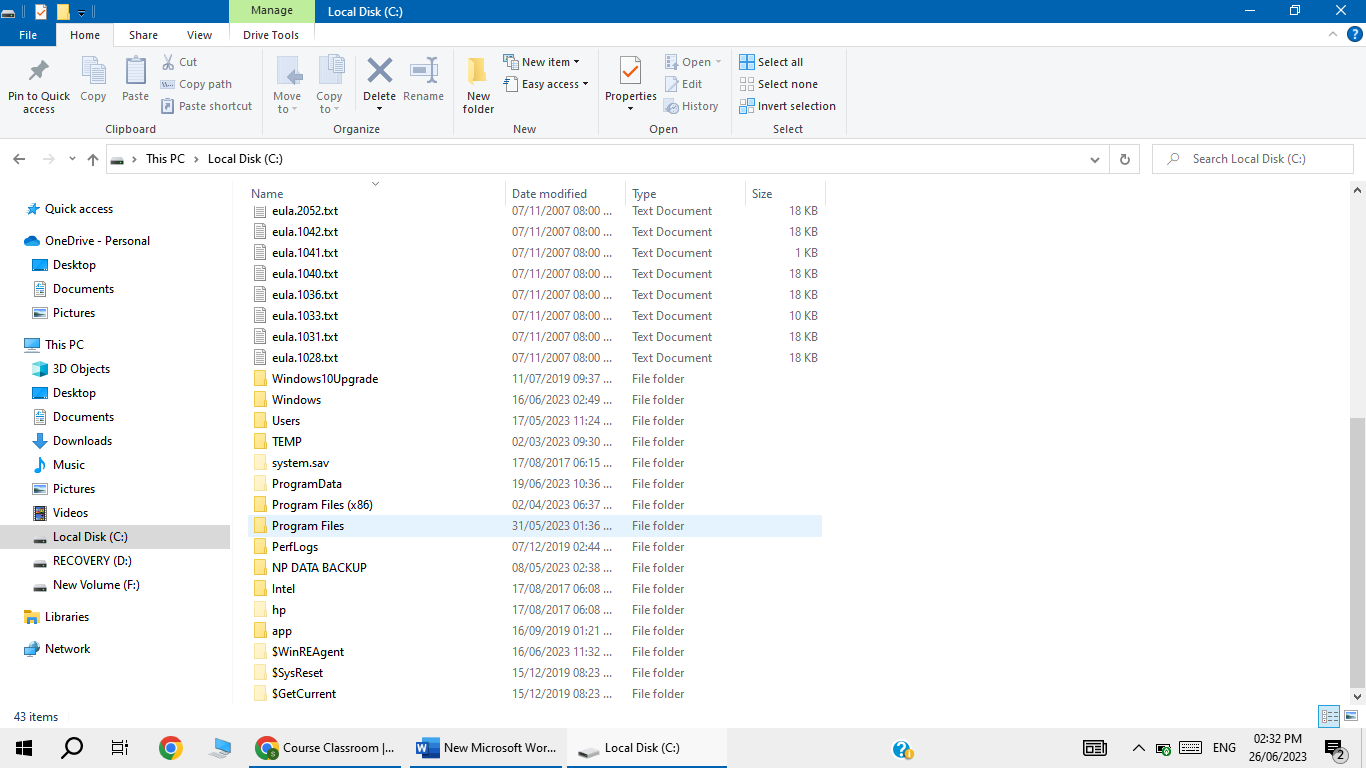 Manage
Local Disk (C:)
File
Home
Share
View
Drive Tools
Pin to Quick access
Copy
Paste
Cut
Copy path
Paste shortcut
Clipboard
Move to
Copy to
Delete
Rename
Organize
New folder
New item
Easy access
New
Properties
Open
Edit
History
Open
Select all
Select none
Invert selection
Select
This PC > Local Disk (C:)
Search Local Disk (C:)
Quick access
OneDrive - Personal
Desktop
Documents
Pictures
This PC
3D Objects
Desktop
Documents
Downloads
Music
Pictures
Videos
Local Disk (C:)
RECOVERY (D:)
New Volume (F:)
Libraries
Network
Name Date modified Type Size
eula.2052.txt 07/11/2007 08:00 ... Text Document 18 KB
eula.1042.txt 07/11/2007 08:00 ... Text Document 18 KB
eula.1041.txt 07/11/2007 08:00 ... Text Document 1 KB
eula.1040.txt 07/11/2007 08:00 ... Text Document 18 KB
eula.1036.txt 07/11/2007 08:00 ... Text Document 18 KB
eula.1033.txt 07/11/2007 08:00 ... Text Document 10 KB
eula.1031.txt 07/11/2007 08:00 ... Text Document 18 KB
eula.1028.txt 07/11/2007 08:00 ... Text Document 18 KB
Windows10Upgrade 11/07/2019 09:37 ... File folder
Windows 16/06/2023 02:49 ... File folder
Users 17/05/2023 11:24 ... File folder
TEMP 02/03/2023 09:30 ... File folder
system.sav 17/08/2017 06:15 ... File folder
ProgramData 19/06/2023 10:36 ... File folder
Program Files (x86) 02/04/2023 06:37 ... File folder
Program Files 31/05/2023 01:36 ... File folder
PerfLogs 07/12/2019 02:44 ... File folder
NP DATA BACKUP 08/05/2023 02:38 ... File folder
Intel 17/08/2017 06:08 ... File folder
hp 17/08/2017 06:08 ... File folder
app 16/09/2019 01:21 ... File folder
$WinREAgent 16/06/2023 11:32 ... File folder
$SysReset 15/12/2019 08:23 ... File folder
$GetCurrent 15/12/2019 08:23 ... File folder
43 items
Course Classroom |...
New Microsoft Wor...
Local Disk (C:)
ENG
02:32 PM
26/06/2023
2